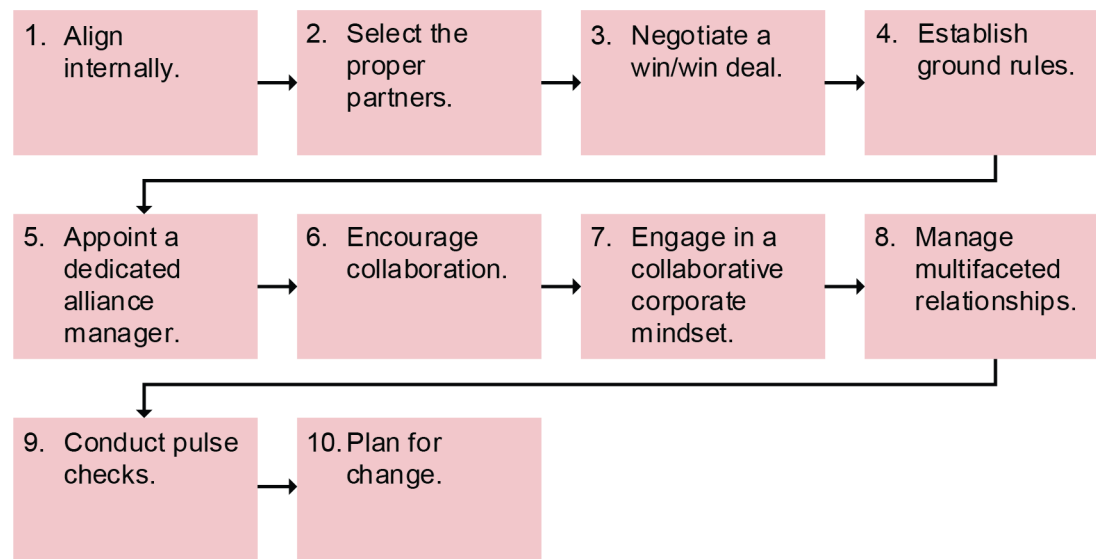 1. Align
internally.
2. Select the
proper
partners.
3. Negotiate a
win/win deal.
4. Establish
ground rules.
5. Appoint a
dedicated
alliance
manager.
6. Encourage
collaboration.
7. Engage in a
collaborative
corporate
mindset.
8. Manage
multifaceted
relationships.
9. Conduct pulse
checks.
10. Plan for
change.